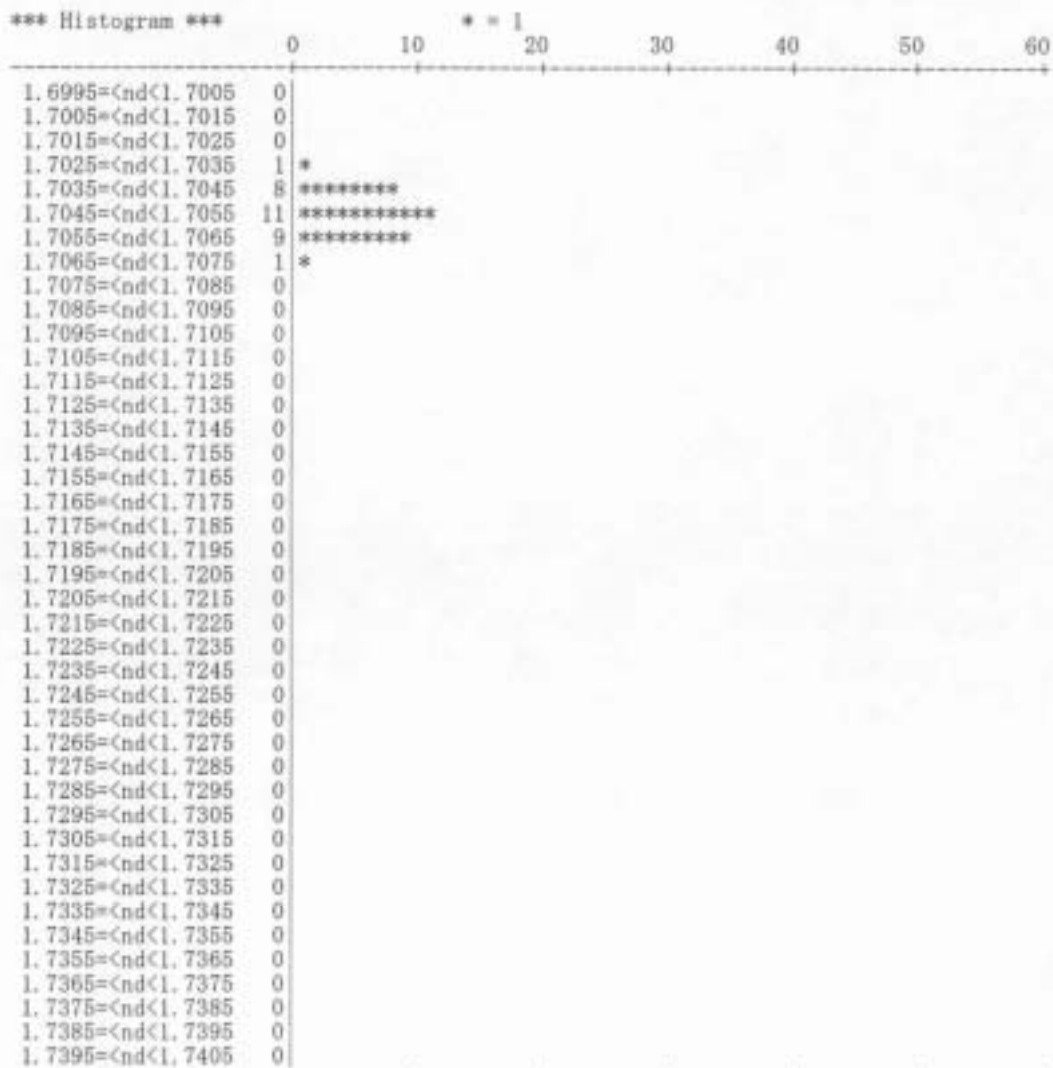 *** Histogram *** * = 1
0 10 20 30 40 50 60
1.6995=<nd<1.7005 0
1.7005=<nd<1.7015 0
1.7015=<nd<1.7025 0
1.7025=<nd<1.7035 1 *
1.7035=<nd<1.7045 8 ********
1.7045=<nd<1.7055 11 ***********
1.7055=<nd<1.7065 9 *********
1.7065=<nd<1.7075 1 *
1.7075=<nd<1.7085 0
1.7085=<nd<1.7095 0
1.7095=<nd<1.7105 0
1.7105=<nd<1.7115 0
1.7115=<nd<1.7125 0
1.7125=<nd<1.7135 0
1.7135=<nd<1.7145 0
1.7145=<nd<1.7155 0
1.7155=<nd<1.7165 0
1.7165=<nd<1.7175 0
1.7175=<nd<1.7185 0
1.7185=<nd<1.7195 0
1.7195=<nd<1.7205 0
1.7205=<nd<1.7215 0
1.7215=<nd<1.7225 0
1.7225=<nd<1.7235 0
1.7235=<nd<1.7245 0
1.7245=<nd<1.7255 0
1.7255=<nd<1.7265 0
1.7265=<nd<1.7275 0
1.7275=<nd<1.7285 0
1.7285=<nd<1.7295 0
1.7295=<nd<1.7305 0
1.7305=<nd<1.7315 0
1.7315=<nd<1.7325 0
1.7325=<nd<1.7335 0
1.7335=<nd<1.7345 0
1.7345=<nd<1.7355 0
1.7355=<nd<1.7365 0
1.7365=<nd<1.7375 0
1.7375=<nd<1.7385 0
1.7385=<nd<1.7395 0
1.7395=<nd<1.7405 0